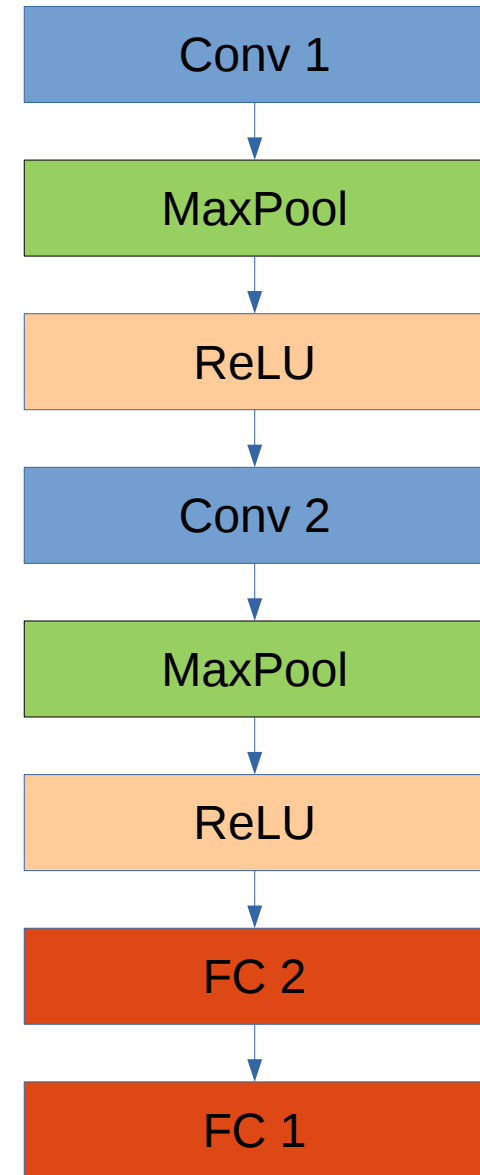 Conv 1
MaxPool
ReLU
Conv 2
MaxPool
ReLU
FC 2
FC 1